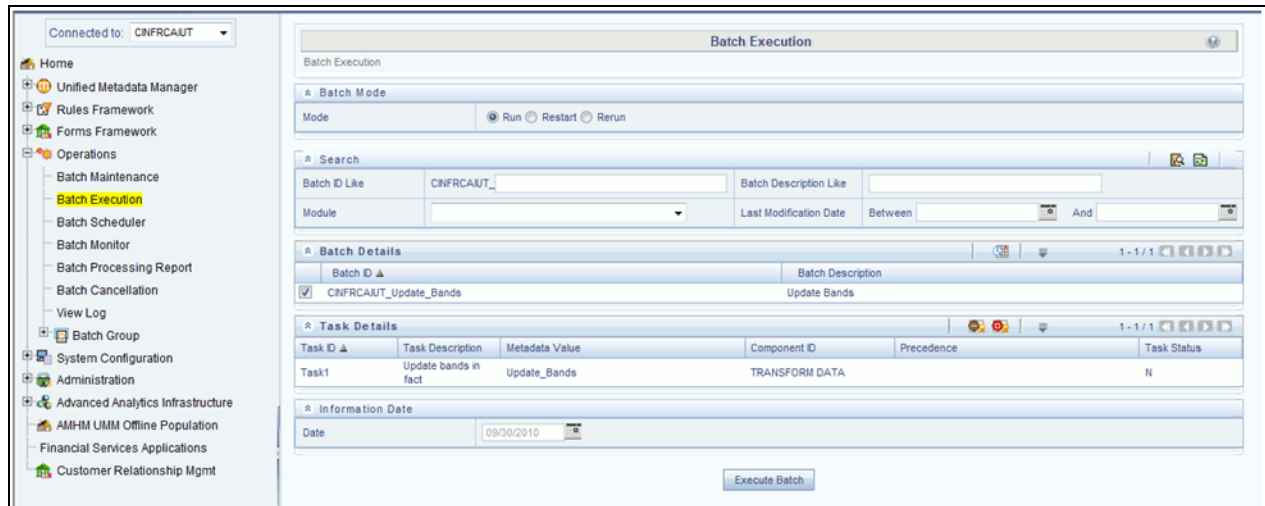 Connected to: CINFRCAIUT
Home
Unified Metadata Manager
Rules Framework
Forms Framework
Operations
Batch Maintenance
Batch Execution
Batch Scheduler
Batch Monitor
Batch Processing Report
Batch Cancellation
View Log
Batch Group
System Configuration
Administration
Advanced Analytics Infrastructure
AMHM UMM Offline Population
Financial Services Applications
Customer Relationship Mgmt
Batch Execution
Batch Execution
Batch Mode
Mode Run Restart Rerun
Search
Batch ID Like CINFRCAIUT_ Batch Description Like
Module Last Modification Date Between And
Batch Details 1 - 1 / 1
Batch ID Batch Description
CINFRCAIUT_Update_Bands Update Bands
Task Details 1 - 1 / 1
Task ID Task Description Metadata Value Component ID Precedence Task Status
Task1 Update bands in fact Update_Bands TRANSFORM DATA N
Information Date
Date 09/30/2010
Execute Batch